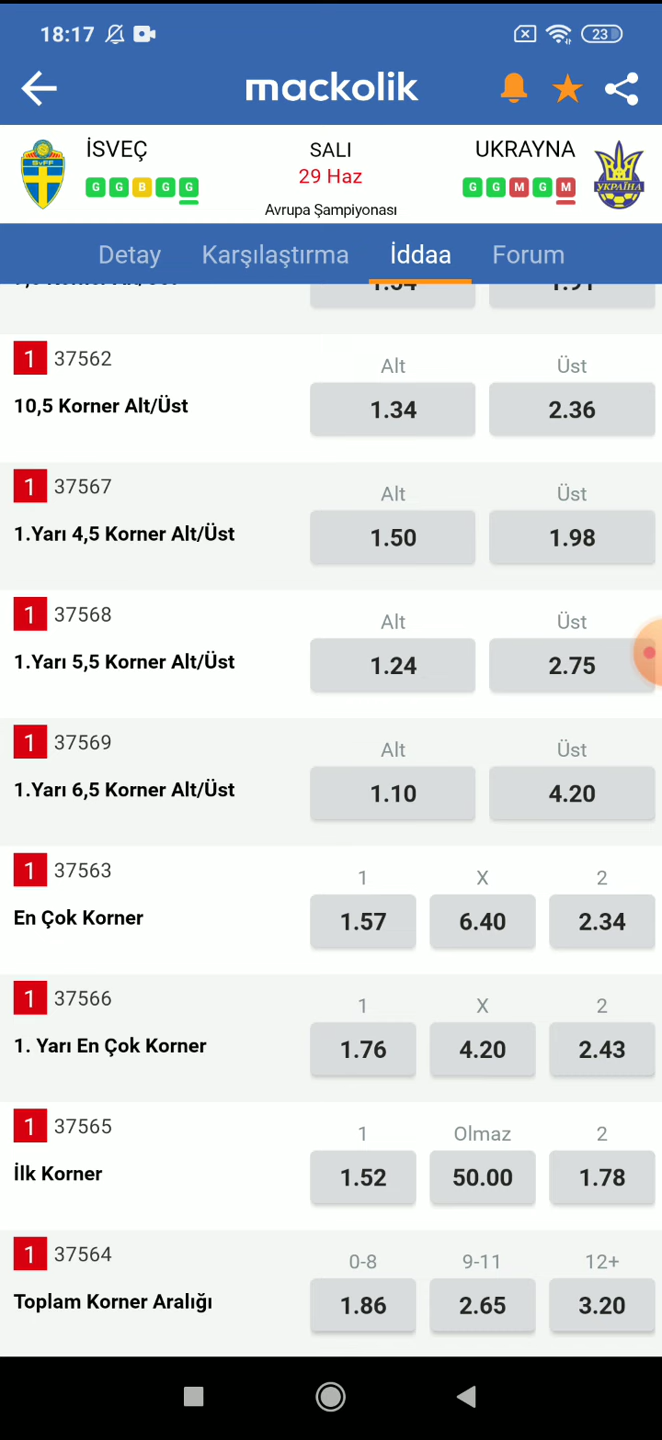 18:17
23
mackolik
İSVEÇ
SALI
UKRAYNA
29 Haz
G G B G G
G G M G M
Avrupa Şampiyonası
Detay Karşılaştırma İddaa Forum
1 37562
Alt Üst
10,5 Korner Alt/Üst
1.34 2.36
1 37567
Alt Üst
1.Yarı 4,5 Korner Alt/Üst
1.50 1.98
1 37568
Alt Üst
1.Yarı 5,5 Korner Alt/Üst
1.24 2.75
1 37569
Alt Üst
1.Yarı 6,5 Korner Alt/Üst
1.10 4.20
1 37563
1 X 2
En Çok Korner
1.57 6.40 2.34
1 37566
1 X 2
1. Yarı En Çok Korner
1.76 4.20 2.43
1 37565
1 Olmaz 2
İlk Korner
1.52 50.00 1.78
1 37564
0-8 9-11 12+
Toplam Korner Aralığı
1.86 2.65 3.20